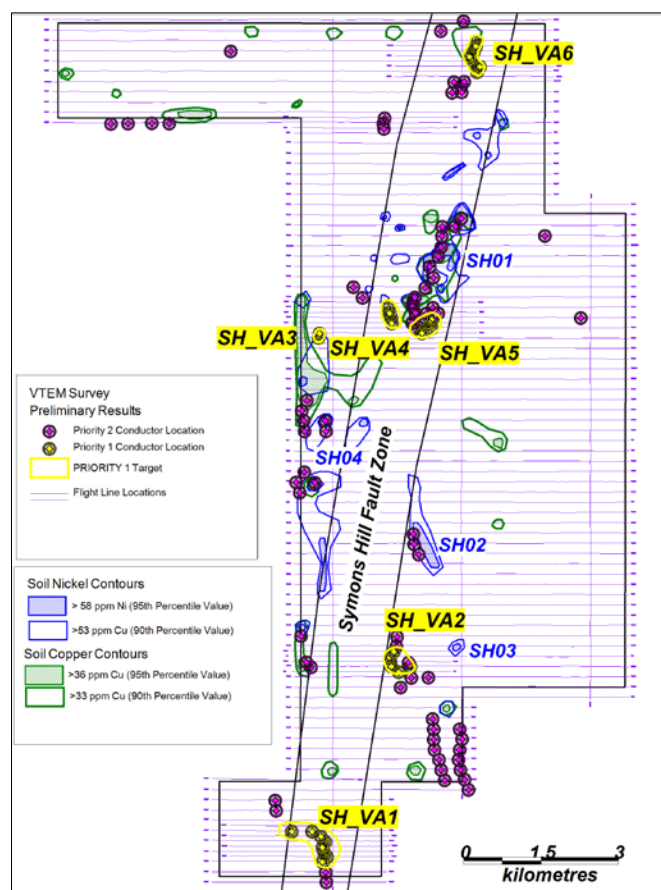 SH_VA6
SH01
SH_VA3
SH_VA4
SH_VA5
VTEM Survey
Preliminary Results
Priority 2 Conductor Location
Priority 1 Conductor Location
PRIORITY 1 Target
Flight Line Locations
SH04
Symons Hill Fault Zone
SH02
Soil Nickel Contours
> 58 ppm Ni (95th Percentile Value)
>53 ppm Cu (90th Percentile Value)
Soil Copper Contours
>36 ppm Cu (95th Percentile Value)
>33 ppm Cu (90th Percentile Value)
SH_VA2
SH03
SH_VA1
0 1.5 3
kilometres